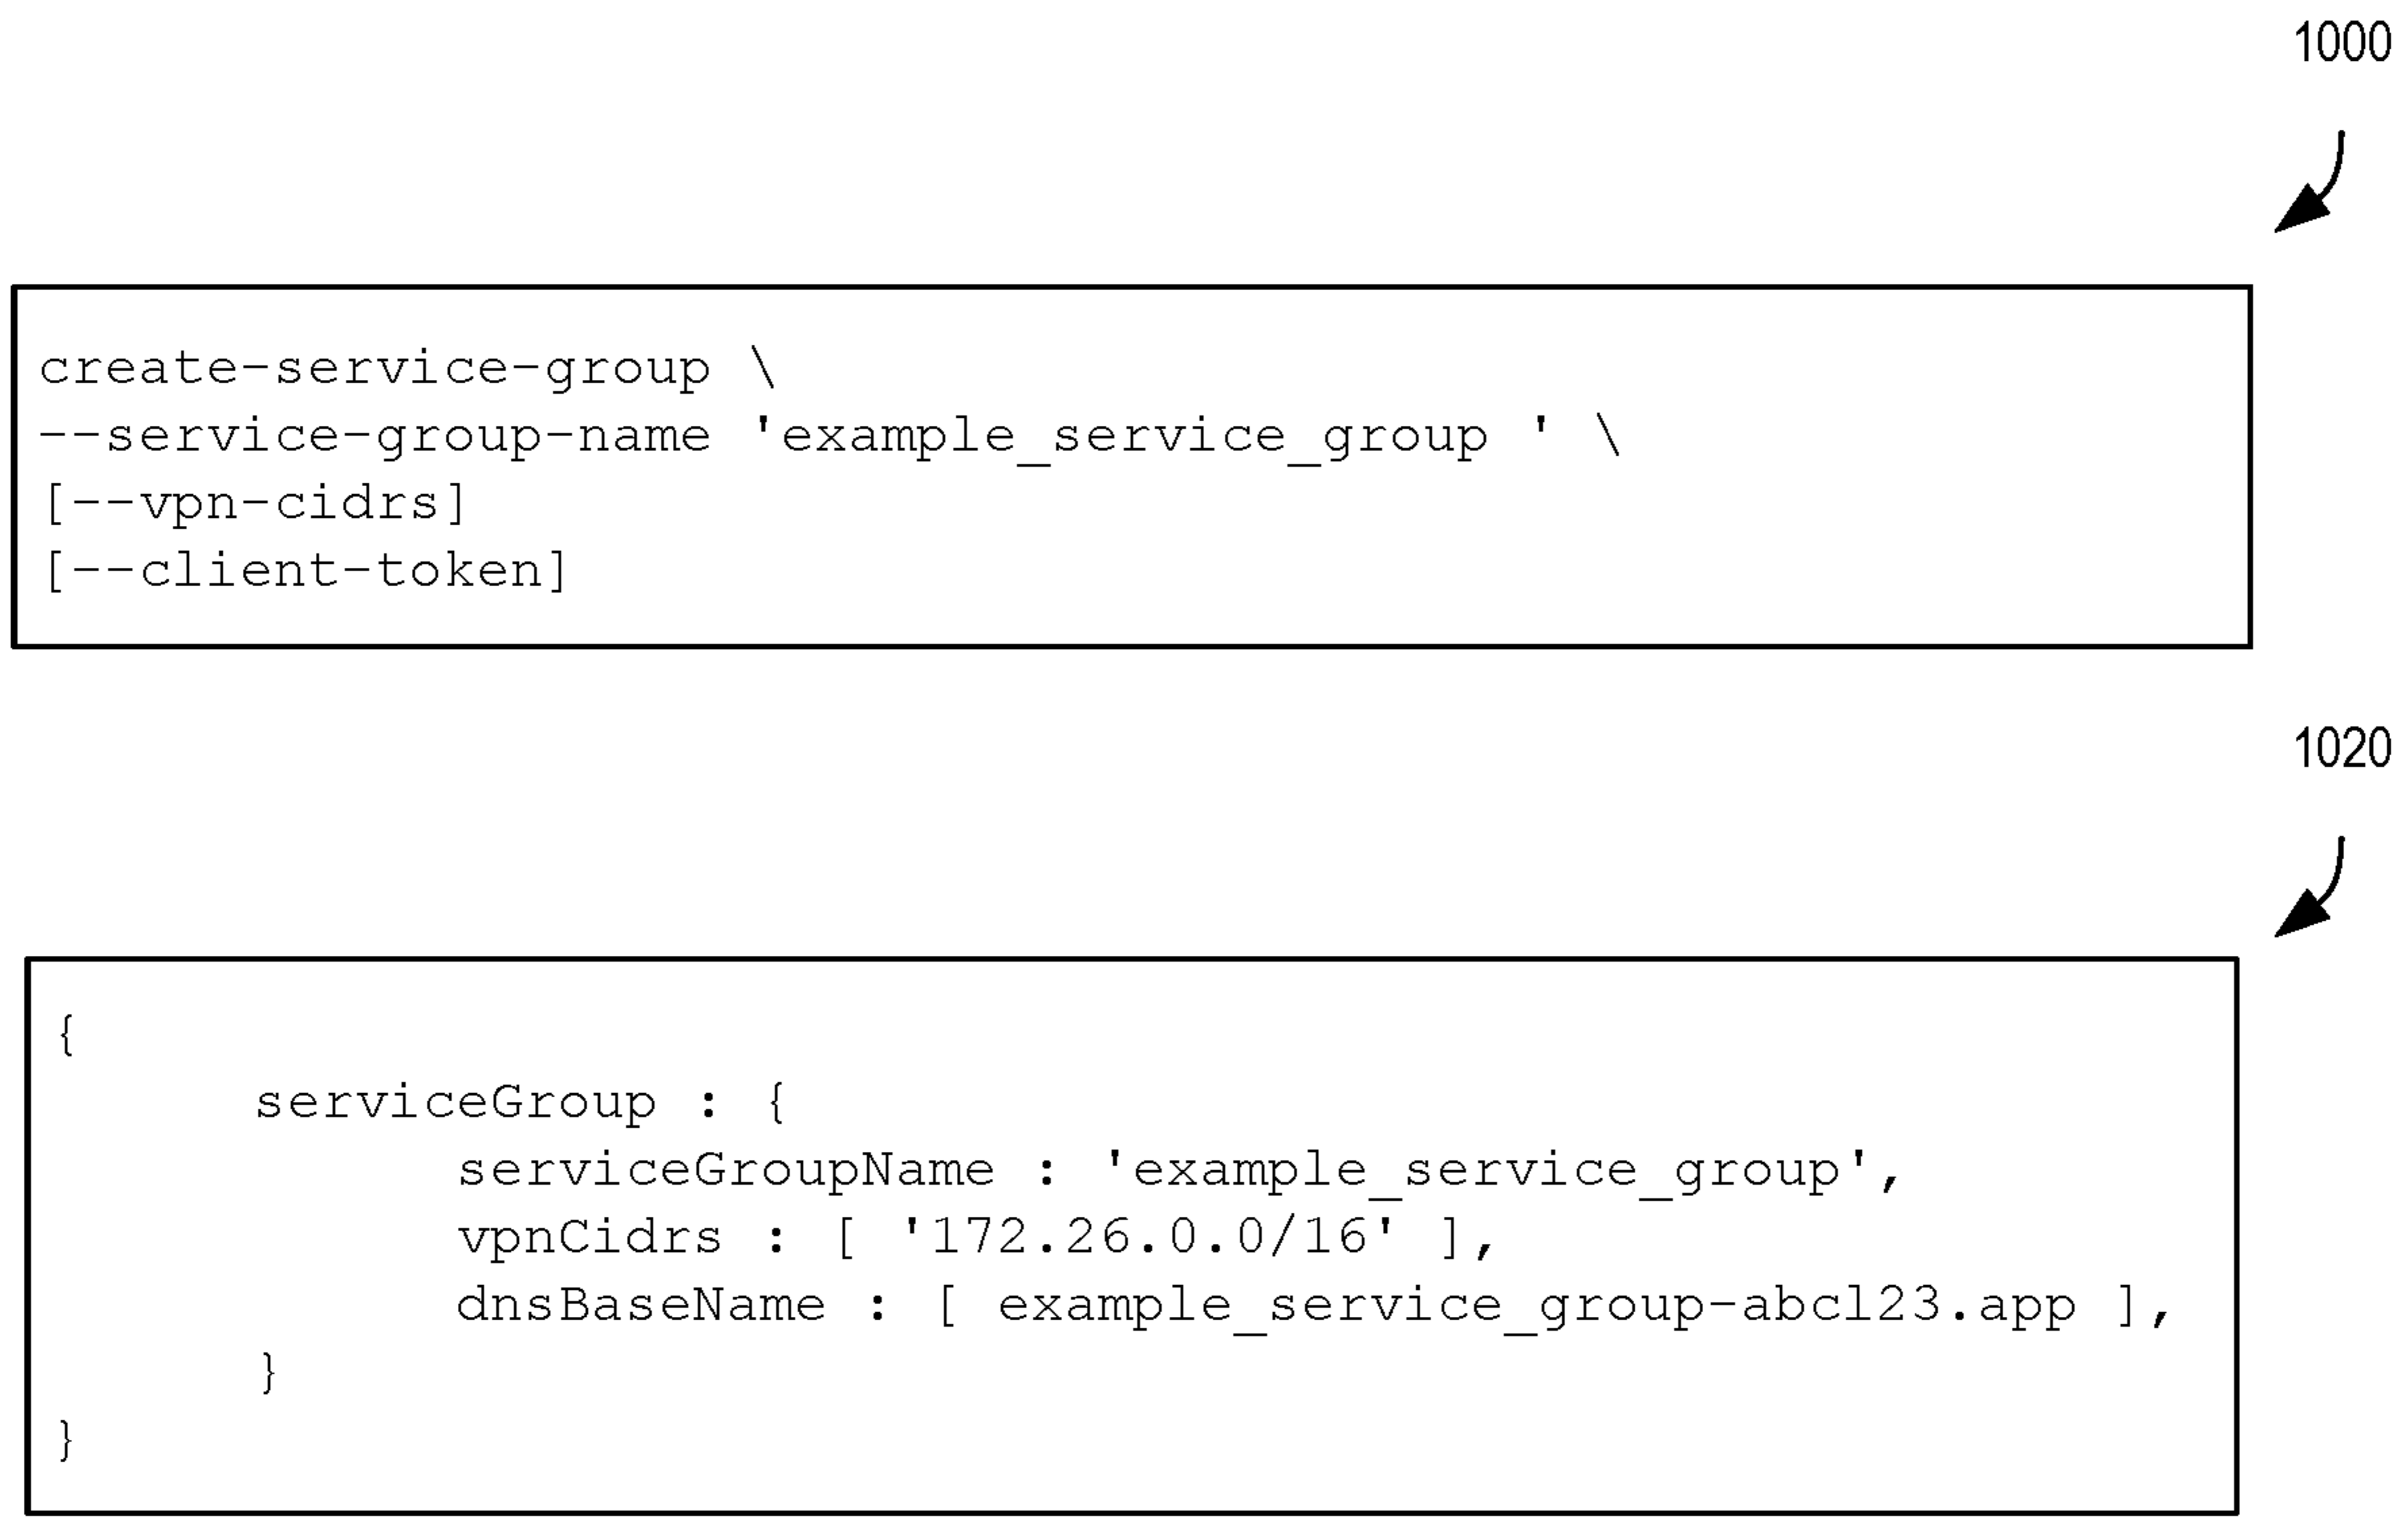 1000
create-service-group \
--service-group-name 'example_service_group ' \
[--vpn-cidrs]
[--client-token]
1020
{
serviceGroup : {
serviceGroupName : 'example_service_group',
vpnCidrs : [ '172.26.0.0/16' ],
dnsBaseName : [ example_service_group-abc123.app ],
}
}